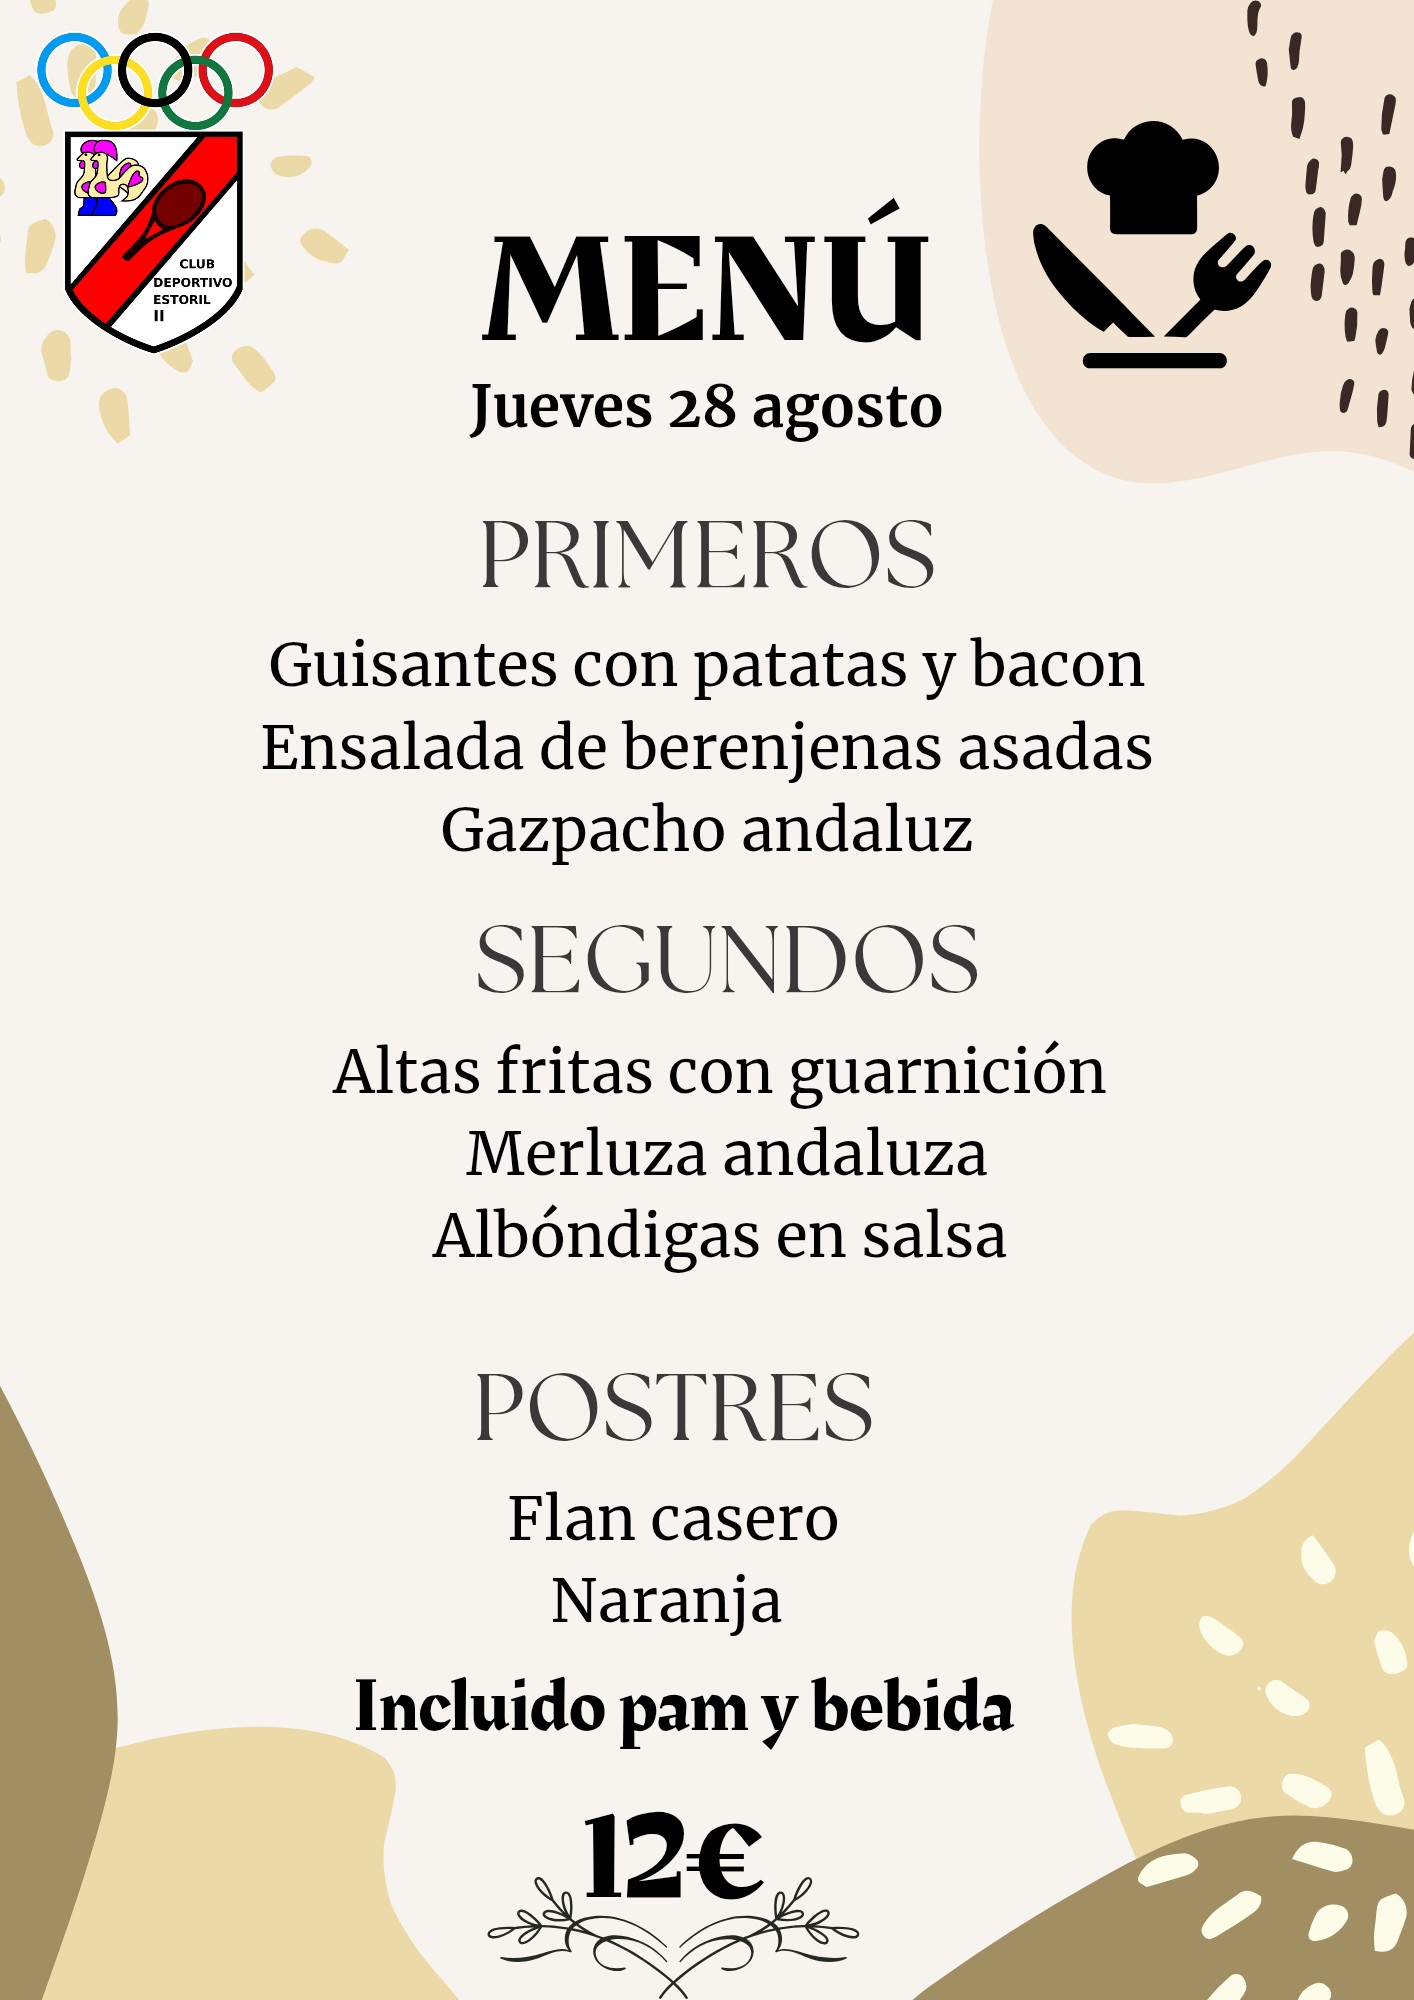 CLUB
DEPORTIVO
ESTORIL
II
MENÚ
Jueves 28 agosto
PRIMEROS
Guisantes con patatas y bacon
Ensalada de berenjenas asadas
Gazpacho andaluz
SEGUNDOS
Altas fritas con guarnición
Merluza andaluza
Albóndigas en salsa
POSTRES
Flan casero
Naranja
Incluido pam y bebida
12€